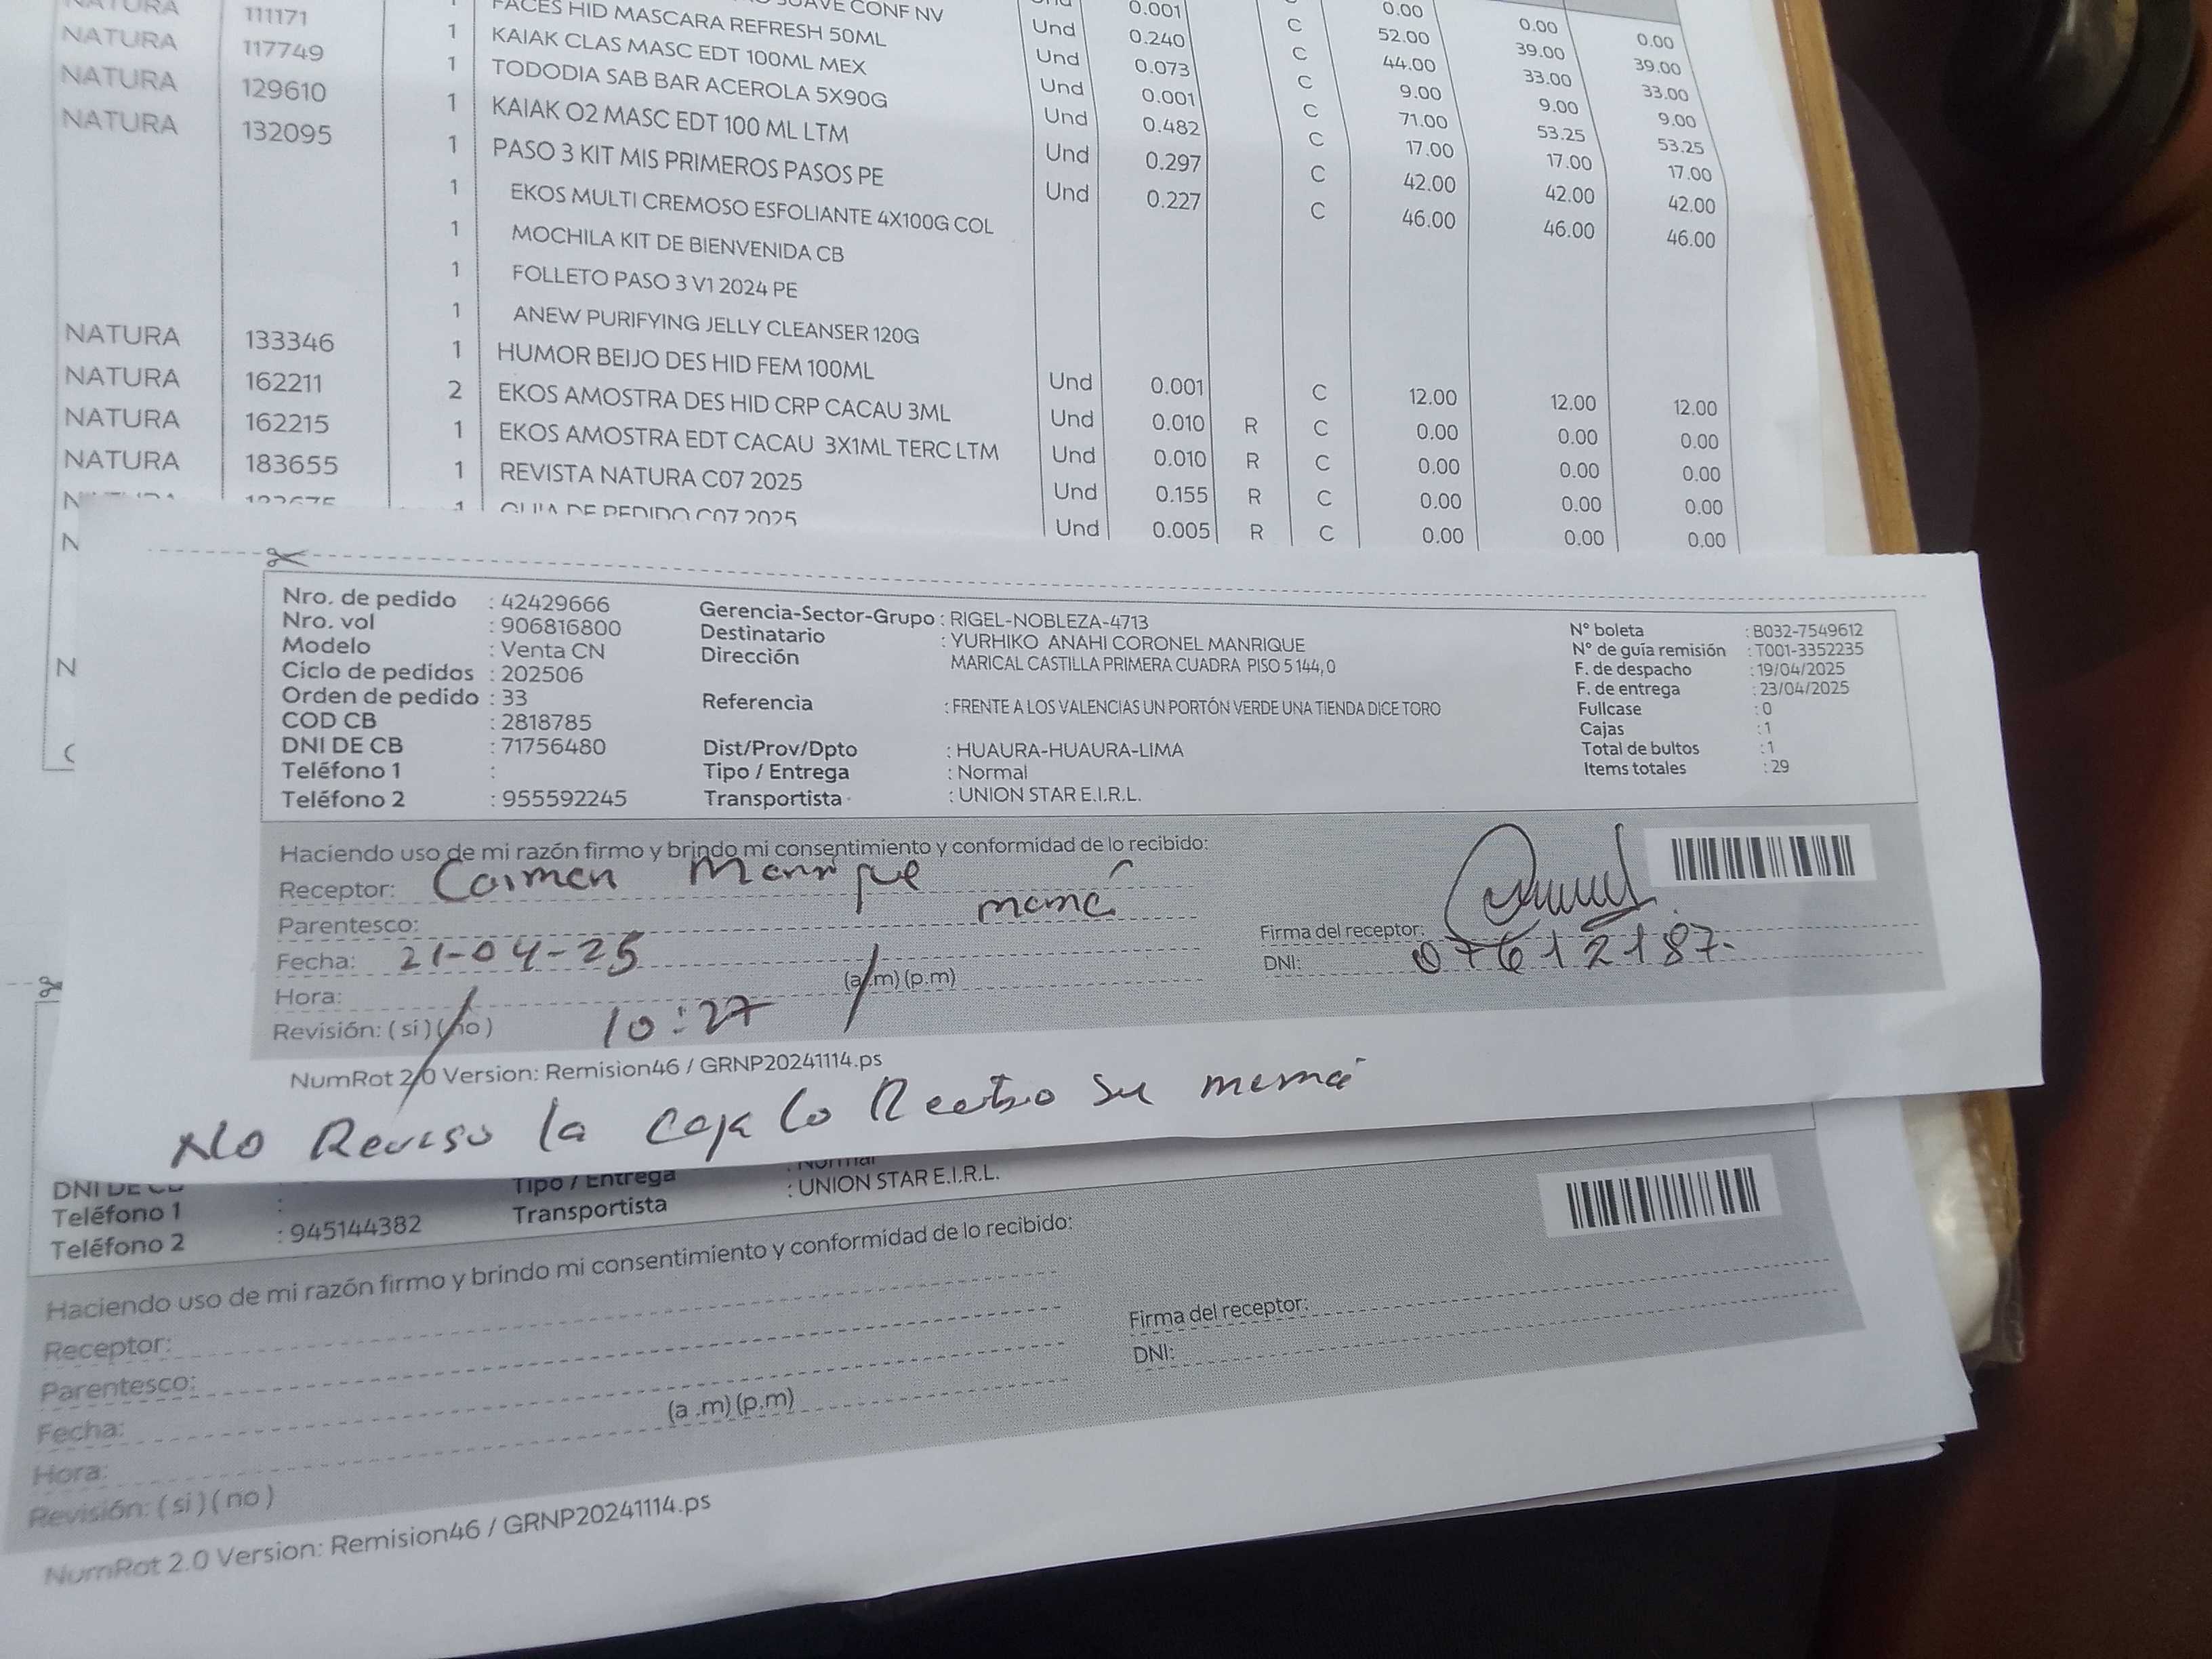 NATURA 111171 1 FACES HID MASCARA REFRESH 50ML Und 0.240 C 52.00 39.00 39.00
NATURA 117749 1 KAIAK CLAS MASC EDT 100ML MEX Und 0.073 C 44.00 33.00 33.00
NATURA 129610 1 TODODIA SAB BAR ACEROLA 5X90G Und 0.001 C 9.00 9.00 9.00
NATURA 132095 1 KAIAK O2 MASC EDT 100 ML LTM Und 0.482 C 71.00 53.25 53.25
1 PASO 3 KIT MIS PRIMEROS PASOS PE Und 0.297 C 17.00 17.00 17.00
1 EKOS MULTI CREMOSO ESFOLIANTE 4X100G COL Und 0.227 C 42.00 42.00 42.00
1 MOCHILA KIT DE BIENVENIDA CB C 46.00 46.00 46.00
1 FOLLETO PASO 3 V1 2024 PE
1 ANEW PURIFYING JELLY CLEANSER 120G
NATURA 133346 1 HUMOR BEIJO DES HID FEM 100ML Und 0.001 C 12.00 12.00 12.00
NATURA 162211 2 EKOS AMOSTRA DES HID CRP CACAU 3ML Und 0.010 R C 0.00 0.00 0.00
NATURA 162215 1 EKOS AMOSTRA EDT CACAU 3X1ML TERC LTM Und 0.010 R C 0.00 0.00 0.00
NATURA 183655 1 REVISTA NATURA C07 2025 Und 0.155 R C 0.00 0.00 0.00
1 GUIA DE PEDIDO C07 2025 Und 0.005 R C 0.00 0.00 0.00
Nro. de pedido : 42429666 Gerencia-Sector-Grupo : RIGEL-NOBLEZA-4713 N° boleta : B032-7549612
Nro. vol : 906816800 Destinatario : YURHIKO ANAHI CORONEL MANRIQUE N° de guía remisión : T001-3352235
Modelo : Venta CN Dirección MARICAL CASTILLA PRIMERA CUADRA PISO 5 144, 0 F. de despacho : 19/04/2025
Ciclo de pedidos : 202506 F. de entrega : 23/04/2025
Orden de pedido : 33 Referencia : FRENTE A LOS VALENCIAS UN PORTÓN VERDE UNA TIENDA DICE TORO Fullcase : 0
COD CB : 2818785 Cajas : 1
DNI DE CB : 71756480 Dist/Prov/Dpto : HUAURA-HUAURA-LIMA Total de bultos : 1
Teléfono 1 : Tipo / Entrega : Normal Items totales : 29
Teléfono 2 : 955592245 Transportista : UNION STAR E.I.R.L.
Haciendo uso de mi razón firmo y brindo mi consentimiento y conformidad de lo recibido:
Receptor: Carmen Manrique
Parentesco: mamá Firma del receptor:
Fecha: 21-04-25 DNI: 07612187.
Hora: 10:27 (a.m) (p.m)
Revisión: (si) (no)
NumRot 2.0 Version: Remision46 / GRNP20241114.ps
No Reviso la caja lo Recibio su mamá
DNI DE CB Tipo / Entrega : Normal
Teléfono 1 : Transportista : UNION STAR E.I.R.L.
Teléfono 2 : 945144382
Haciendo uso de mi razón firmo y brindo mi consentimiento y conformidad de lo recibido:
Receptor: Firma del receptor:
Parentesco: DNI:
Fecha:
Hora: (a .m) (p.m)
Revisión: (si) (no)
NumRot 2.0 Version: Remision46 / GRNP20241114.ps